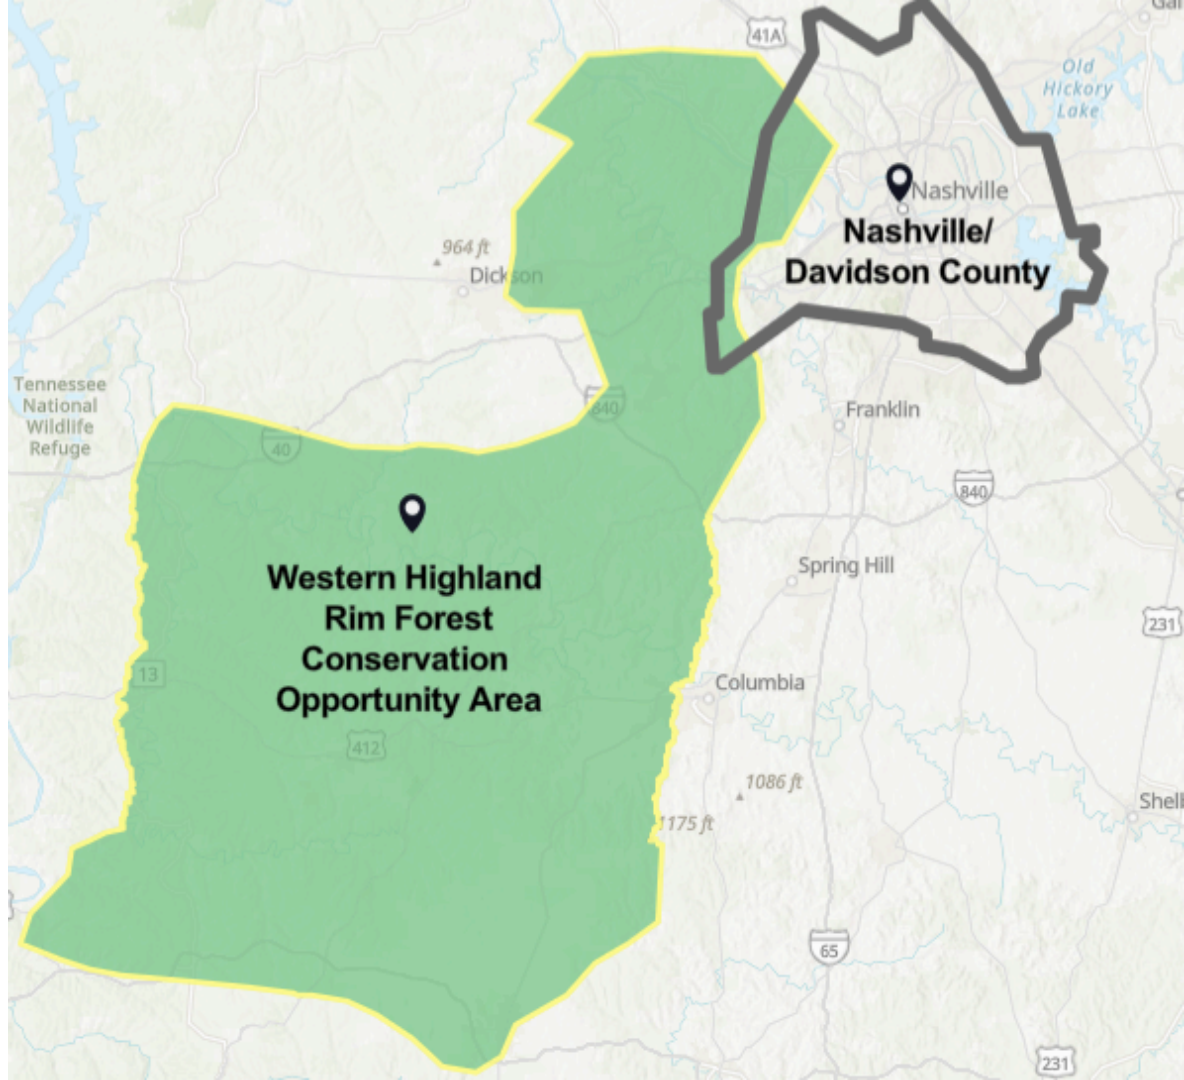 Gal
41A
Old
Hickory
Lake
Nashville
Nashville/
Davidson County
964 ft
Dickson
Tennessee
National
Wildlife
Refuge
840
Franklin
40
840
Western Highland
Rim Forest
Conservation
Opportunity Area
Spring Hill
231
13
Columbia
412
1086 ft
Shell
1175 ft
65
231